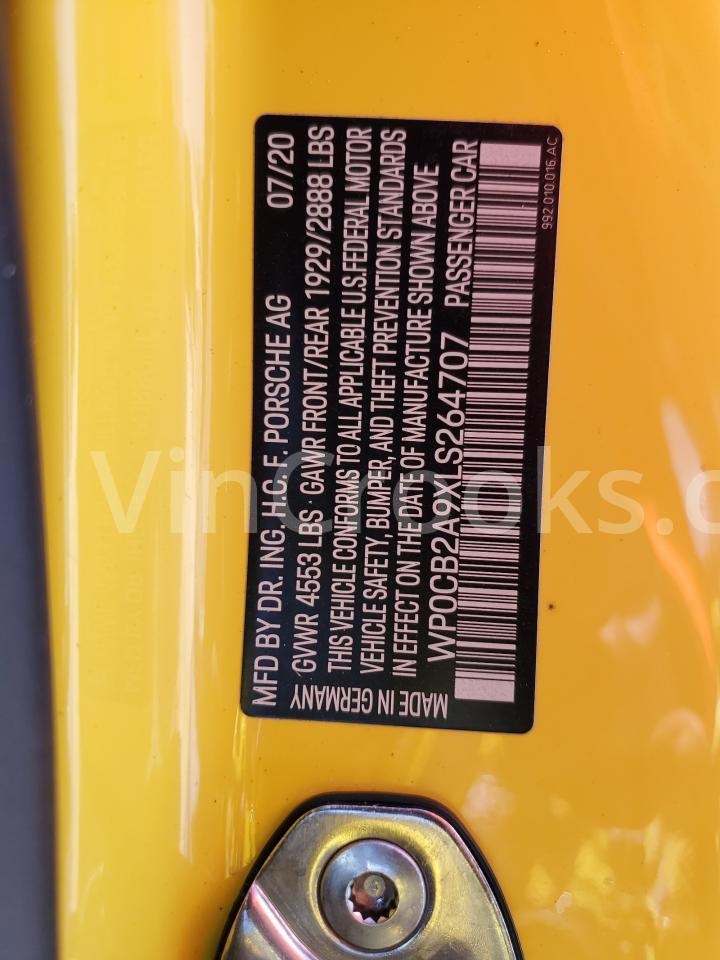 MFD BY DR. ING. H.C. F. PORSCHE AG 07/20
GVWR 4553 LBS · GAWR FRONT/REAR 1929/2888 LBS
THIS VEHICLE CONFORMS TO ALL APPLICABLE U.S. FEDERAL MOTOR
VEHICLE SAFETY, BUMPER, AND THEFT PREVENTION STANDARDS
IN EFFECT ON THE DATE OF MANUFACTURE SHOWN ABOVE
WP0CB2A9XLS264707 PASSENGER CAR
MADE IN GERMANY
992.010.016.AC
VinCrooks.com